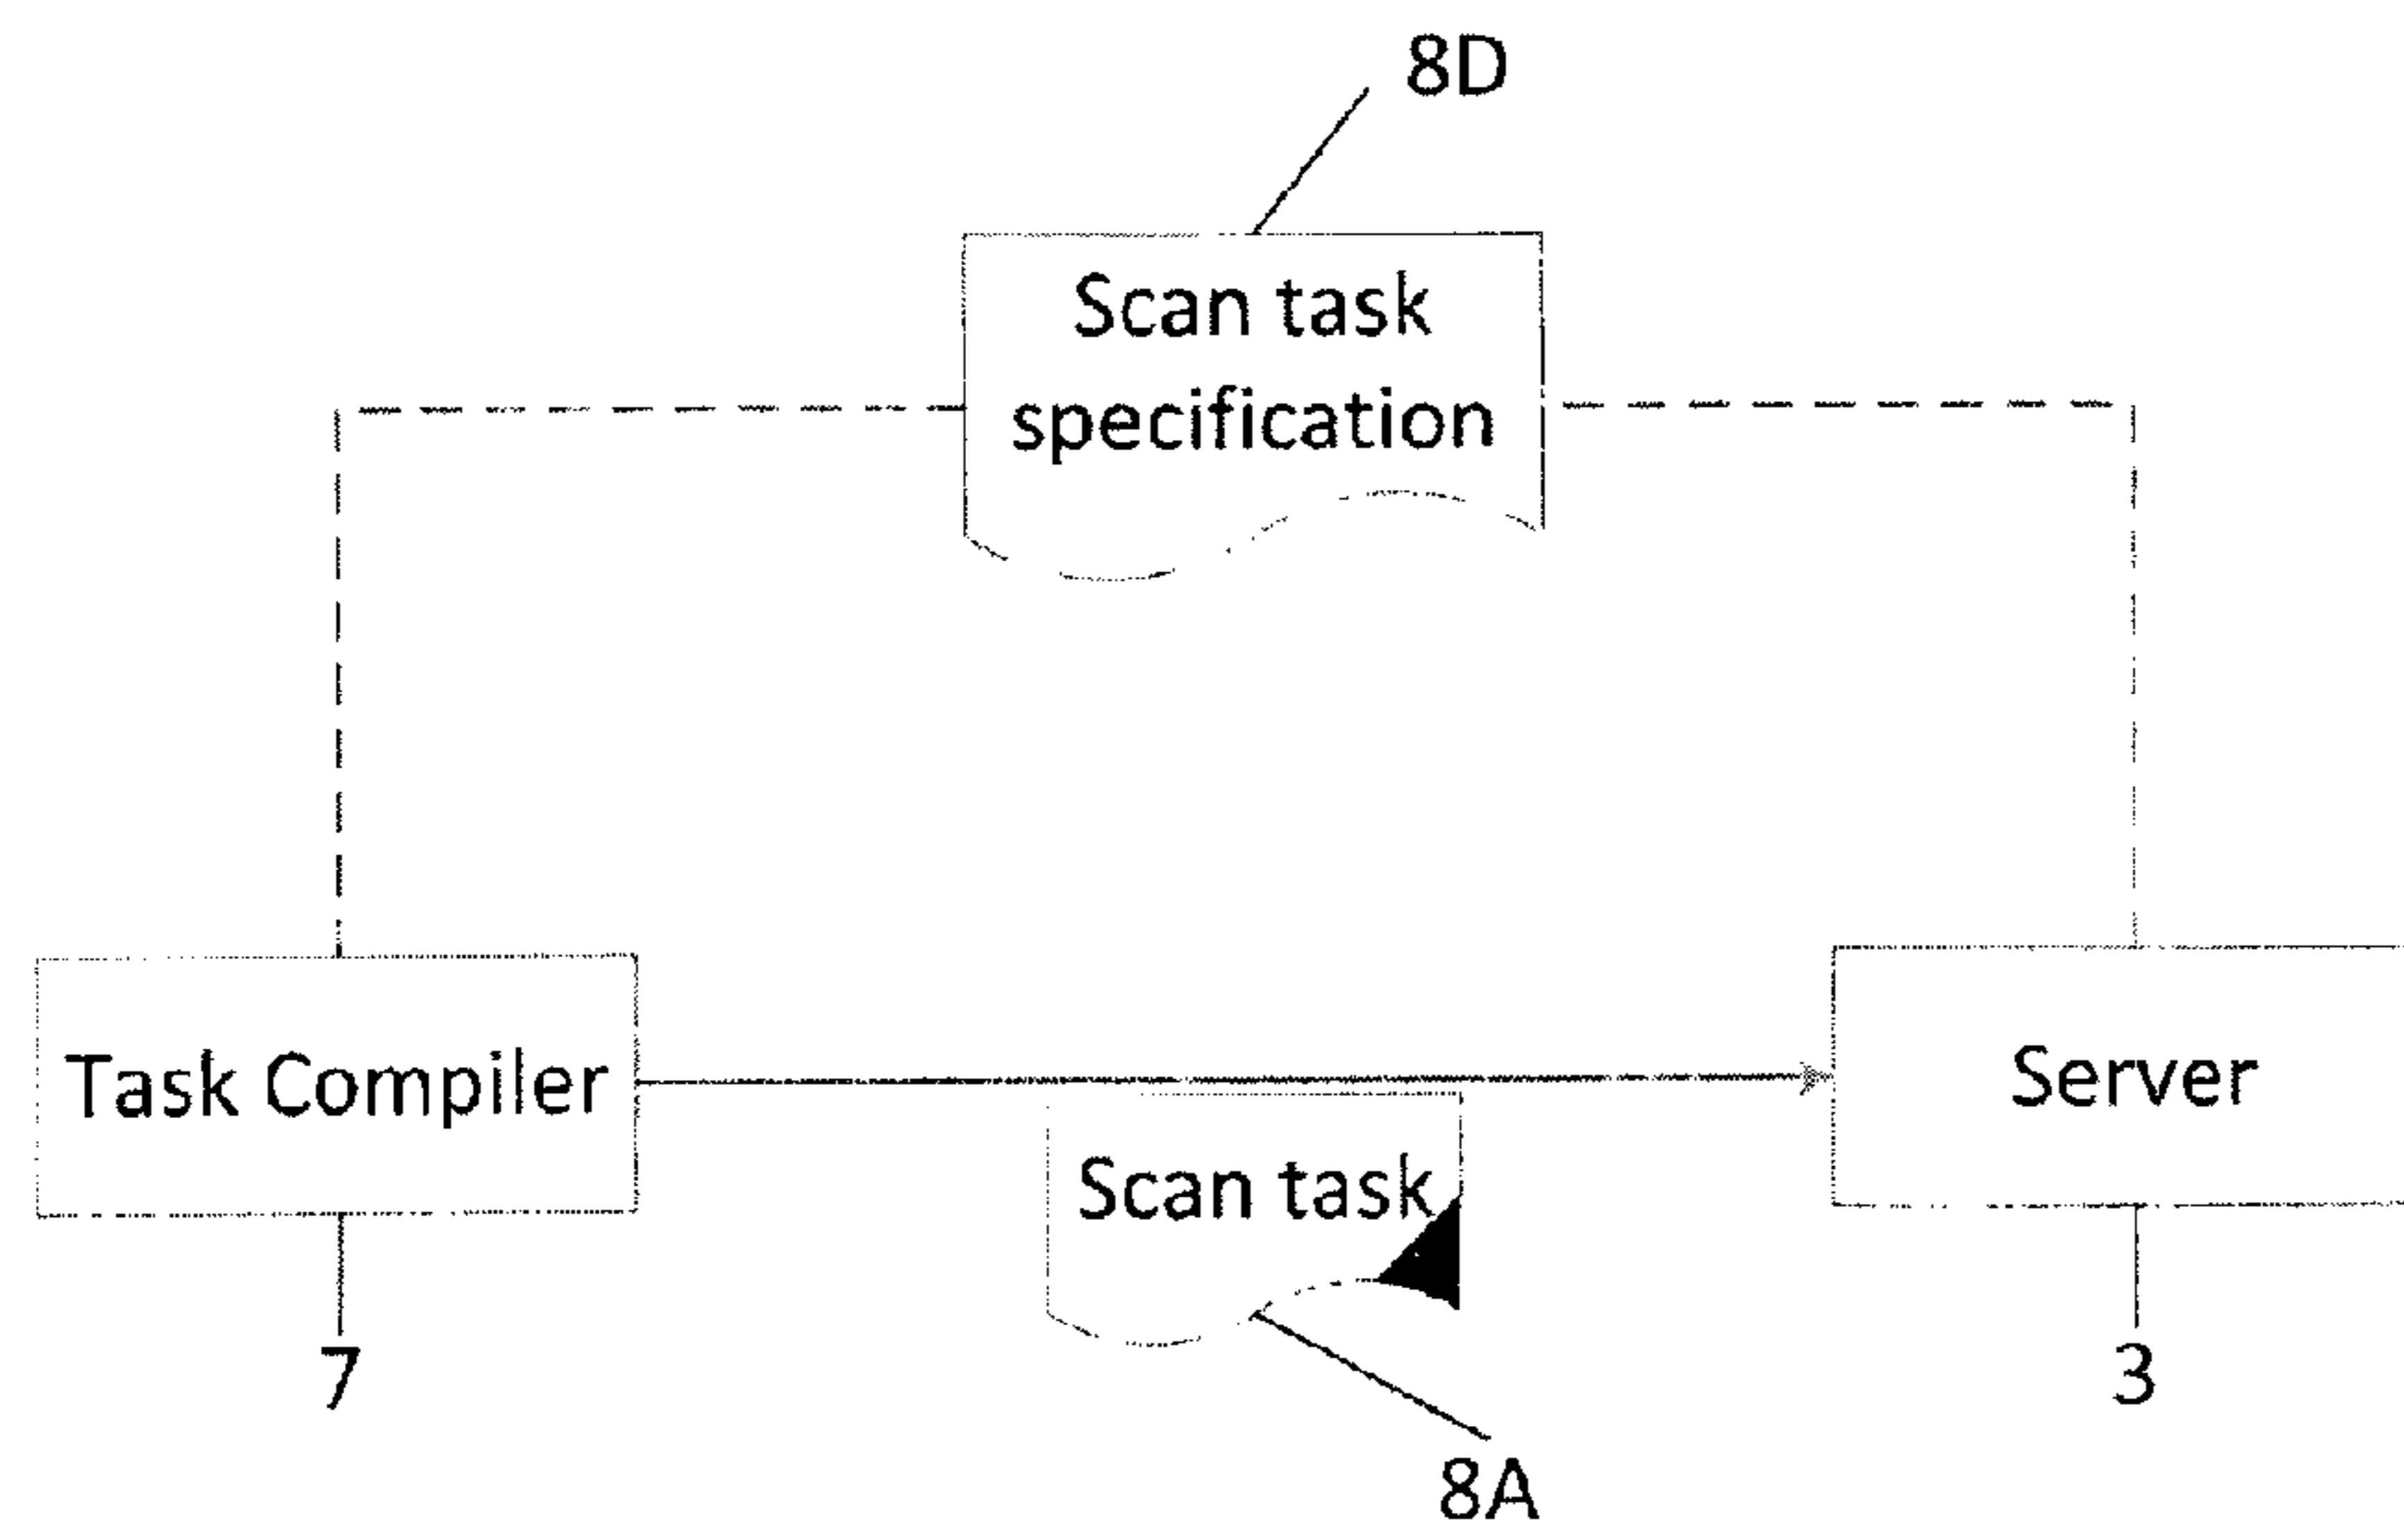 8D
Scan task
specification
Task Compiler
Server
Scan task
7
3
8A